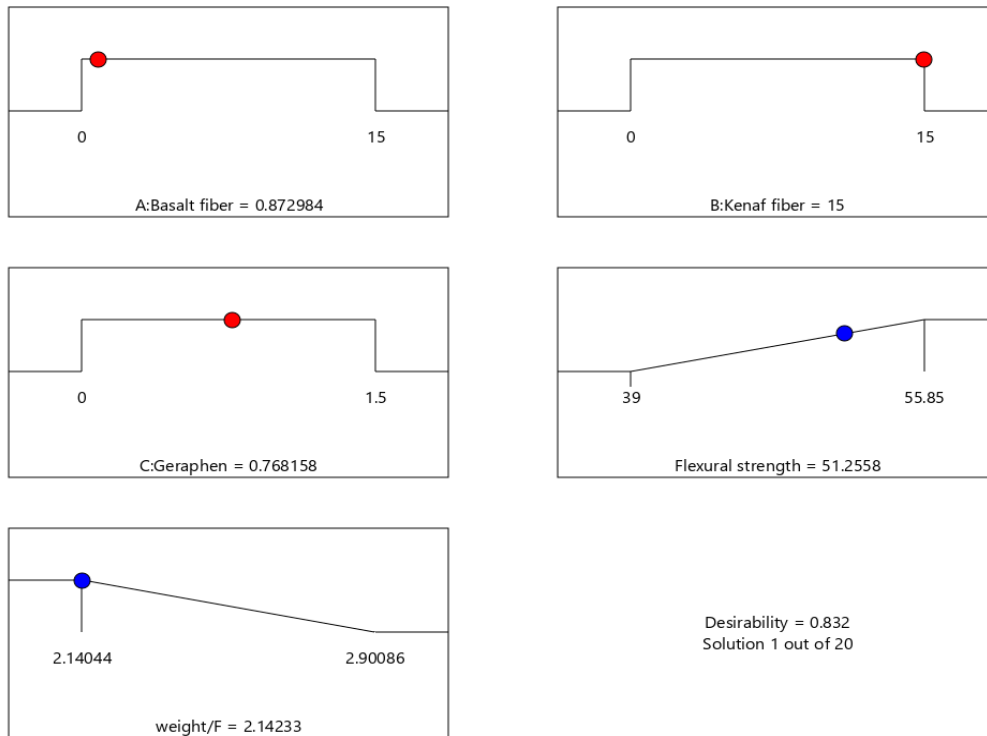 0
15
A:Basalt fiber = 0.872984
0
15
B:Kenaf fiber = 15
0
1.5
C:Geraphen = 0.768158
39
55.85
Flexural strength = 51.2558
2.14044
2.90086
weight/F = 2.14233
Desirability = 0.832
Solution 1 out of 20